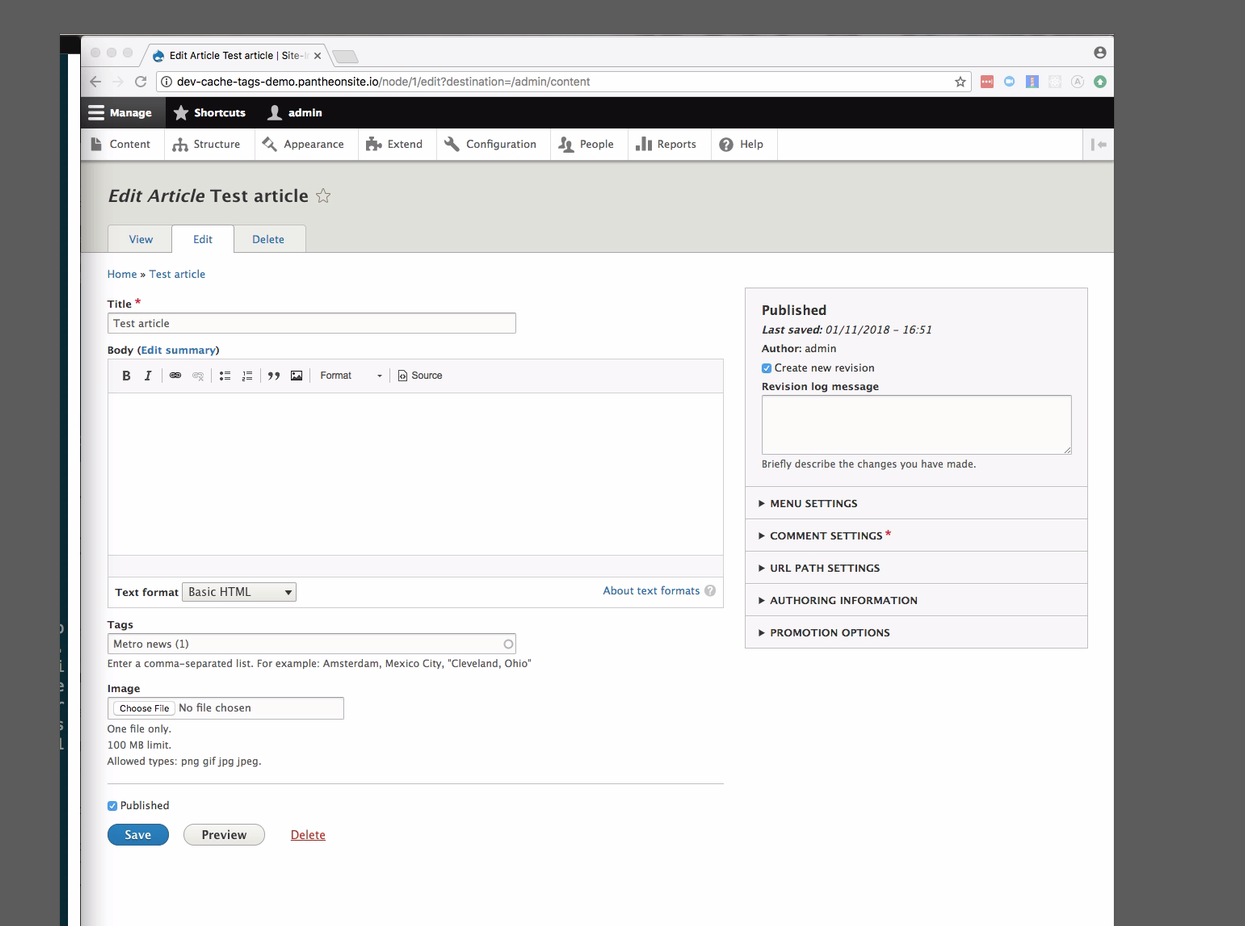 Edit Article Test article | Site-I
dev-cache-tags-demo.pantheonsite.io/node/1/edit?destination=/admin/content
Manage Shortcuts admin
Content Structure Appearance Extend Configuration People Reports Help
Edit Article Test article
View Edit Delete
Home » Test article
Title *
Test article
Body (Edit summary)
B I Format Source
Text format Basic HTML About text formats ?
Tags
Metro news (1)
Enter a comma-separated list. For example: Amsterdam, Mexico City, "Cleveland, Ohio"
Image
Choose File No file chosen
One file only.
100 MB limit.
Allowed types: png gif jpg jpeg.
Published
Save Preview Delete
Published
Last saved: 01/11/2018 - 16:51
Author: admin
Create new revision
Revision log message
Briefly describe the changes you have made.
MENU SETTINGS
COMMENT SETTINGS *
URL PATH SETTINGS
AUTHORING INFORMATION
PROMOTION OPTIONS